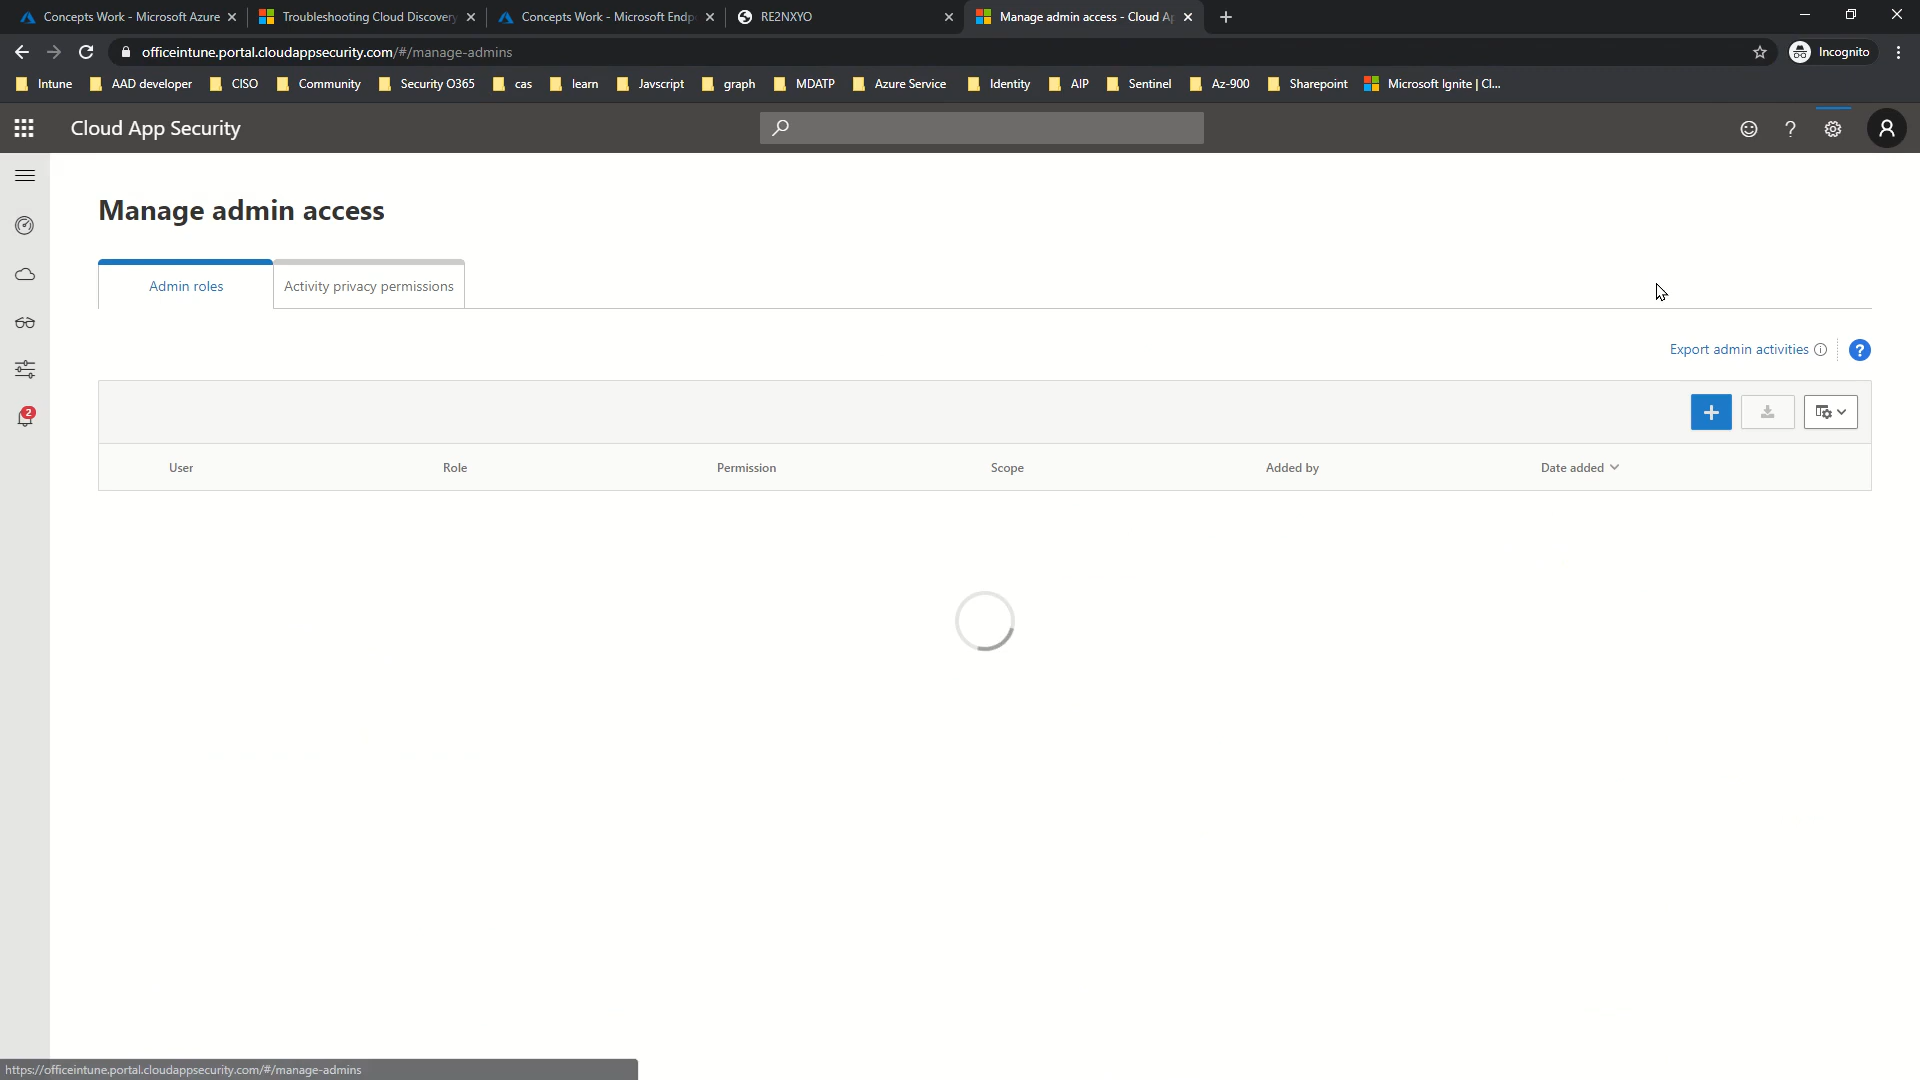 Concepts Work - Microsoft Azure
Troubleshooting Cloud Discovery
Concepts Work - Microsoft Endp
RE2NXYO
Manage admin access - Cloud A
officeintune.portal.cloudappsecurity.com/#/manage-admins
Incognito
Intune AAD developer CISO Community Security O365 cas learn Javscript graph MDATP Azure Service Identity AIP Sentinel Az-900 Sharepoint Microsoft Ignite | Cl...
Cloud App Security
?
Manage admin access
Admin roles
Activity privacy permissions
Export admin activities
?
2
User Role Permission Scope Added by Date added
https://officeintune.portal.cloudappsecurity.com/#/manage-admins